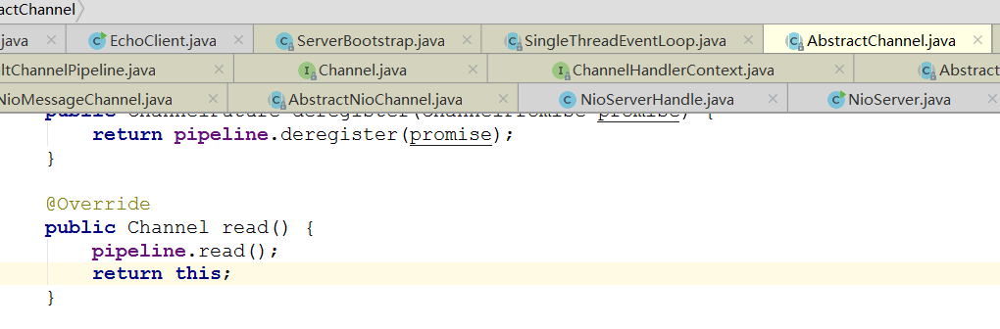 actChannel
java EchoClient.java ServerBootstrap.java SingleThreadEventLoop.java AbstractChannel.java
ltChannelPipeline.java Channel.java ChannelHandlerContext.java Abstract
NioMessageChannel.java AbstractNioChannel.java NioServerHandle.java NioServer.java
public ChannelFuture deregister(ChannelPromise promise) {
return pipeline.deregister(promise);
}
@Override
public Channel read() {
pipeline.read();
return this;
}